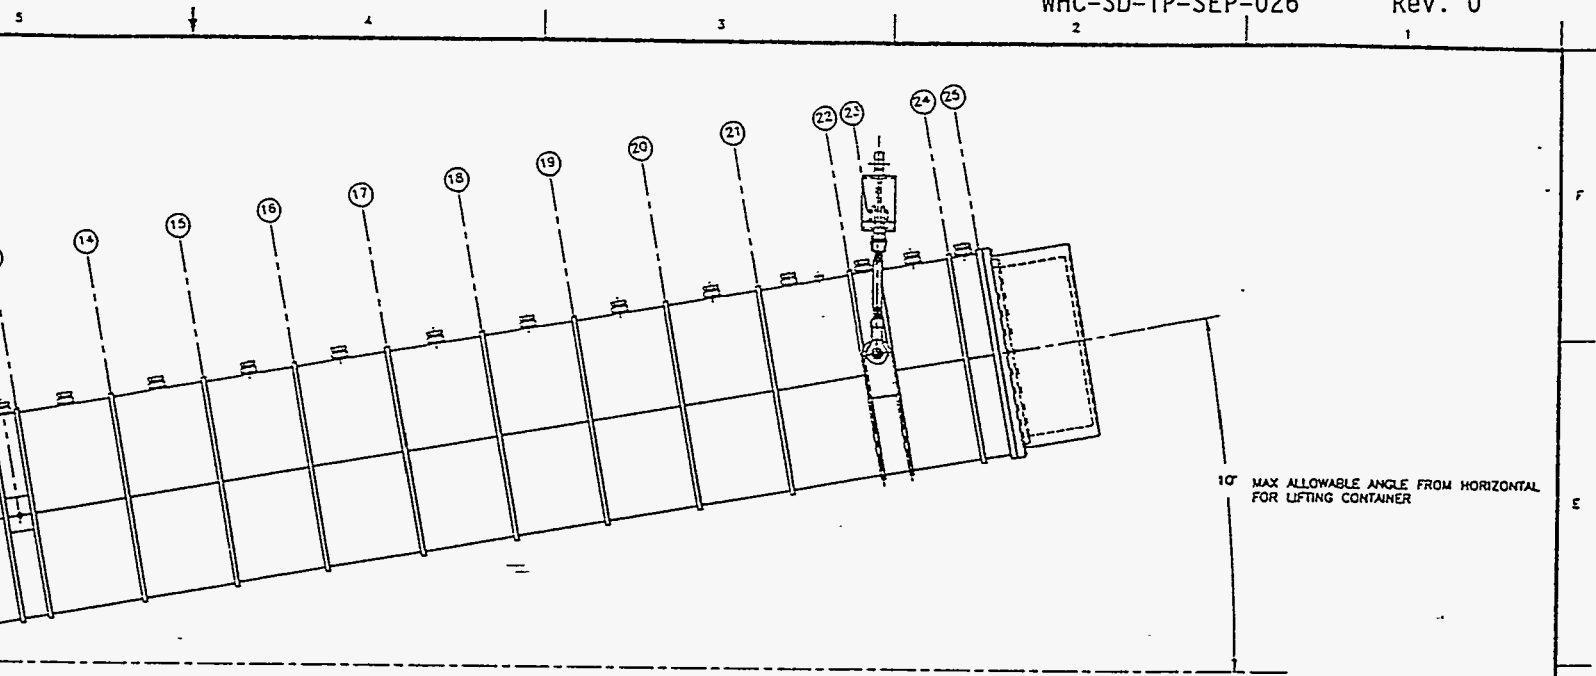 WHC-SD-TP-SEP-026 Rev. 0
5 4 3 2 1
25
24
23
22
21
20
19
18
17
16
15
14
F
10° MAX ALLOWABLE ANGLE FROM HORIZONTAL
FOR LIFTING CONTAINER
E